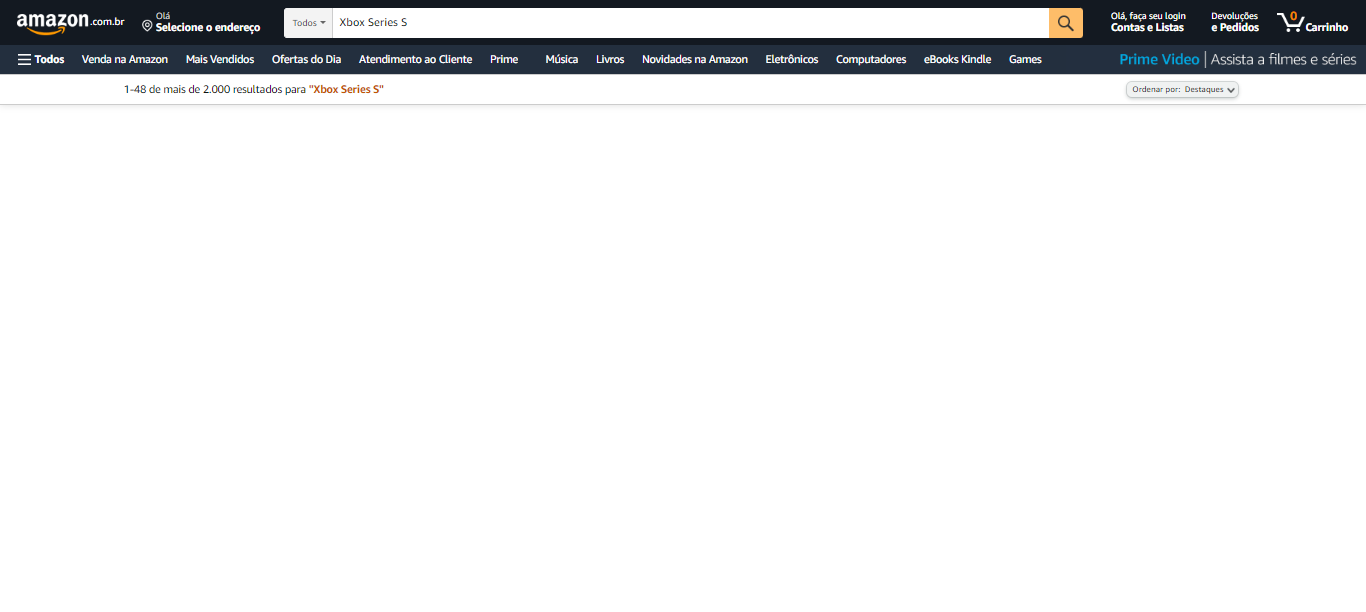 amazon.com.br
Olá
Selecione o endereço
Todos
Xbox Series S
Olá, faça seu login
Contas e Listas
Devoluções
e Pedidos
0
Carrinho
Todos
Venda na Amazon
Mais Vendidos
Ofertas do Dia
Atendimento ao Cliente
Prime
Música
Livros
Novidades na Amazon
Eletrônicos
Computadores
eBooks Kindle
Games
Prime Video | Assista a filmes e séries
1-48 de mais de 2.000 resultados para "Xbox Series S"
Ordenar por: Destaques